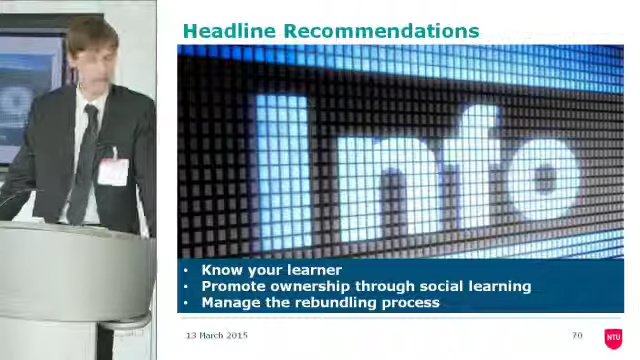 Headline Recommendations
Info
• Know your learner
• Promote ownership through social learning
• Manage the rebundling process
13 March 2015
70
NTU